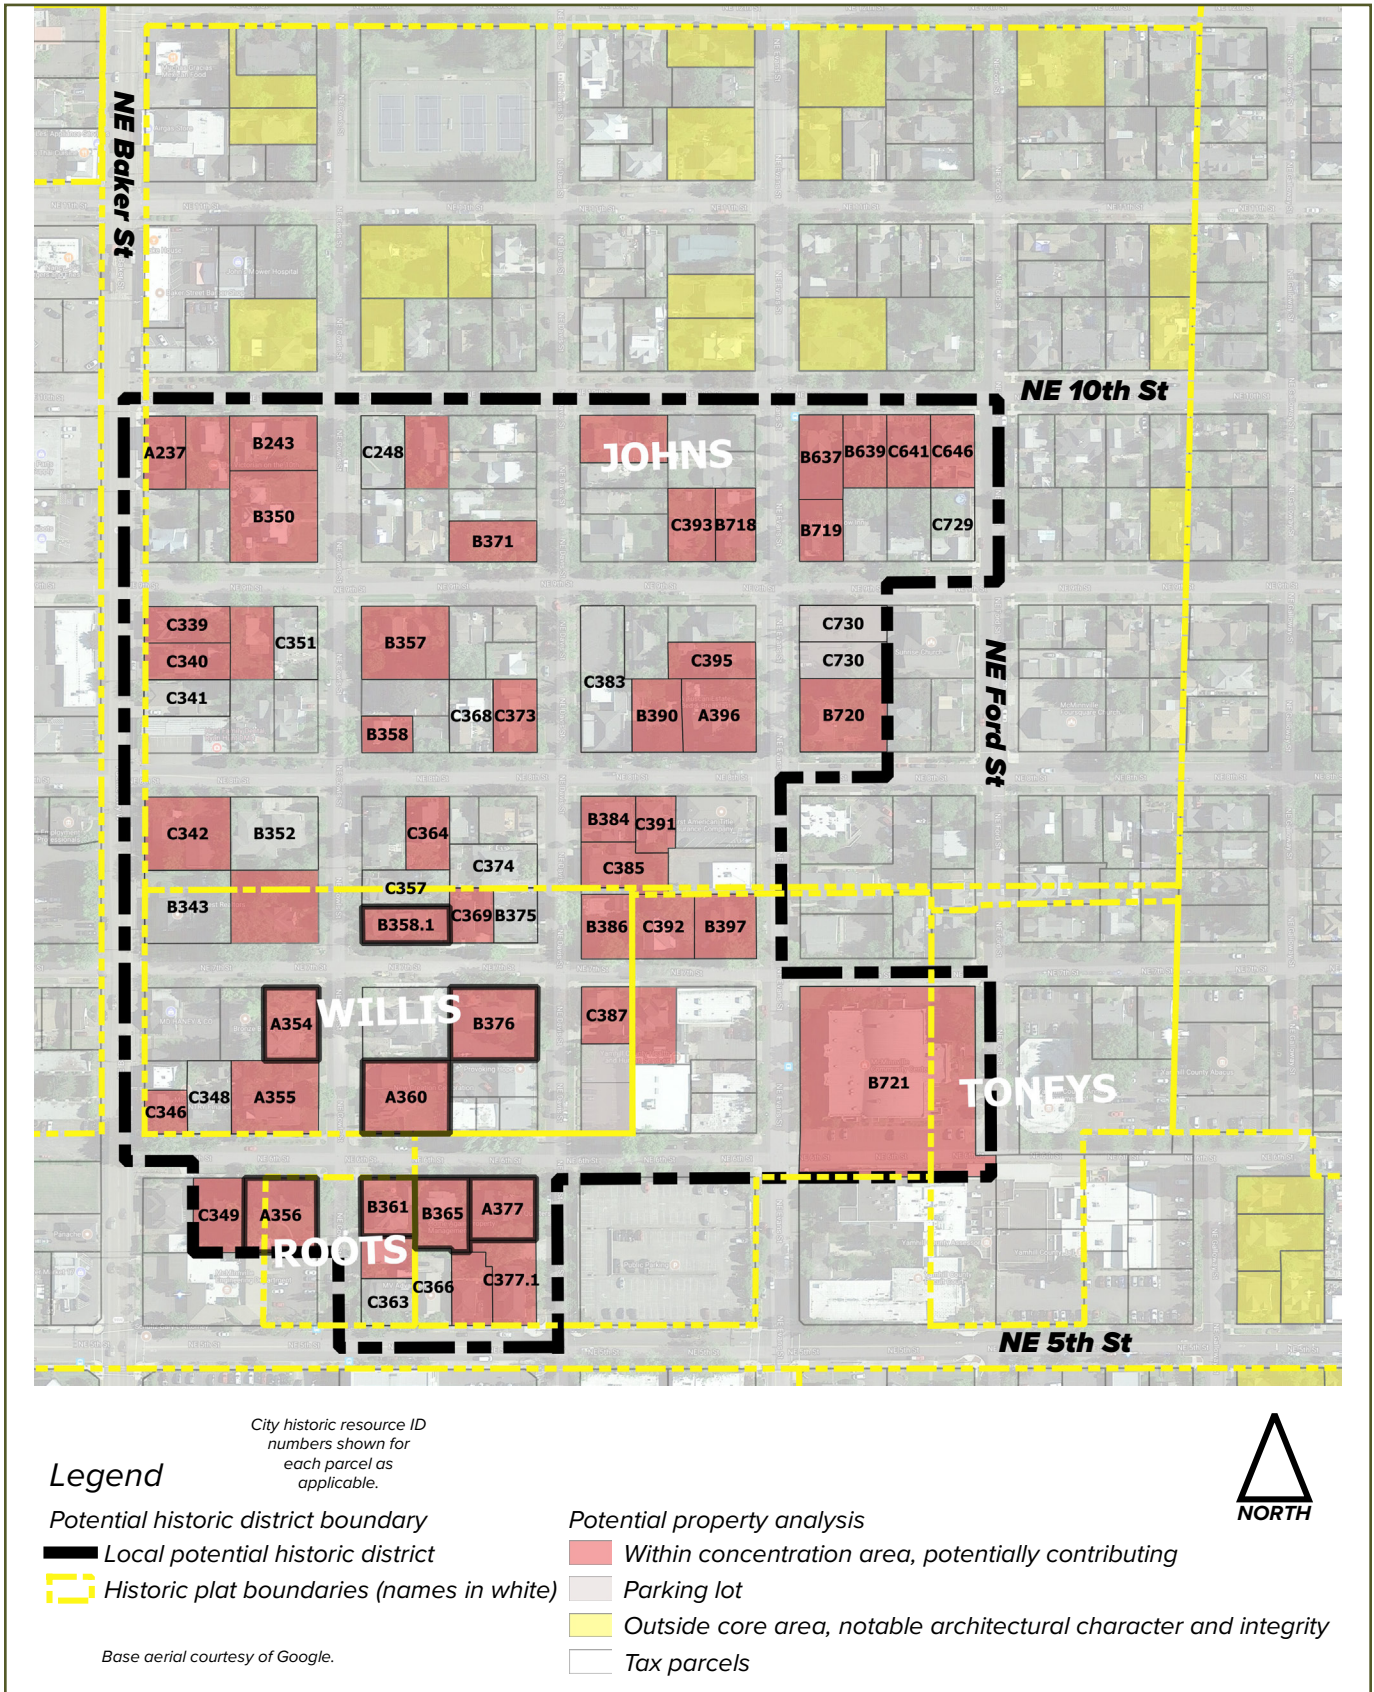 NE Baker St
NE 10th St
JOHNS
A237
B243
C248
B637
B639
C641
C646
B350
B371
C393
B718
B719
C729
C339
C340
C341
C351
B357
C383
C395
C730
C730
B358
C368
C373
B390
A396
B720
NE Ford St
C342
B352
C364
C374
B384
C391
C385
C357
B343
B358.1
C369
B375
B386
C392
B397
WILLIS
A354
B376
C387
C346
C348
A355
A360
B721
TONEYS
C349
A356
B361
B365
A377
ROOTS
C363
C366
C377.1
NE 5th St
City historic resource ID
numbers shown for
each parcel as
applicable.
Legend
NORTH
Potential historic district boundary
Local potential historic district
Historic plat boundaries (names in white)
Potential property analysis
Within concentration area, potentially contributing
Parking lot
Outside core area, notable architectural character and integrity
Tax parcels
Base aerial courtesy of Google.